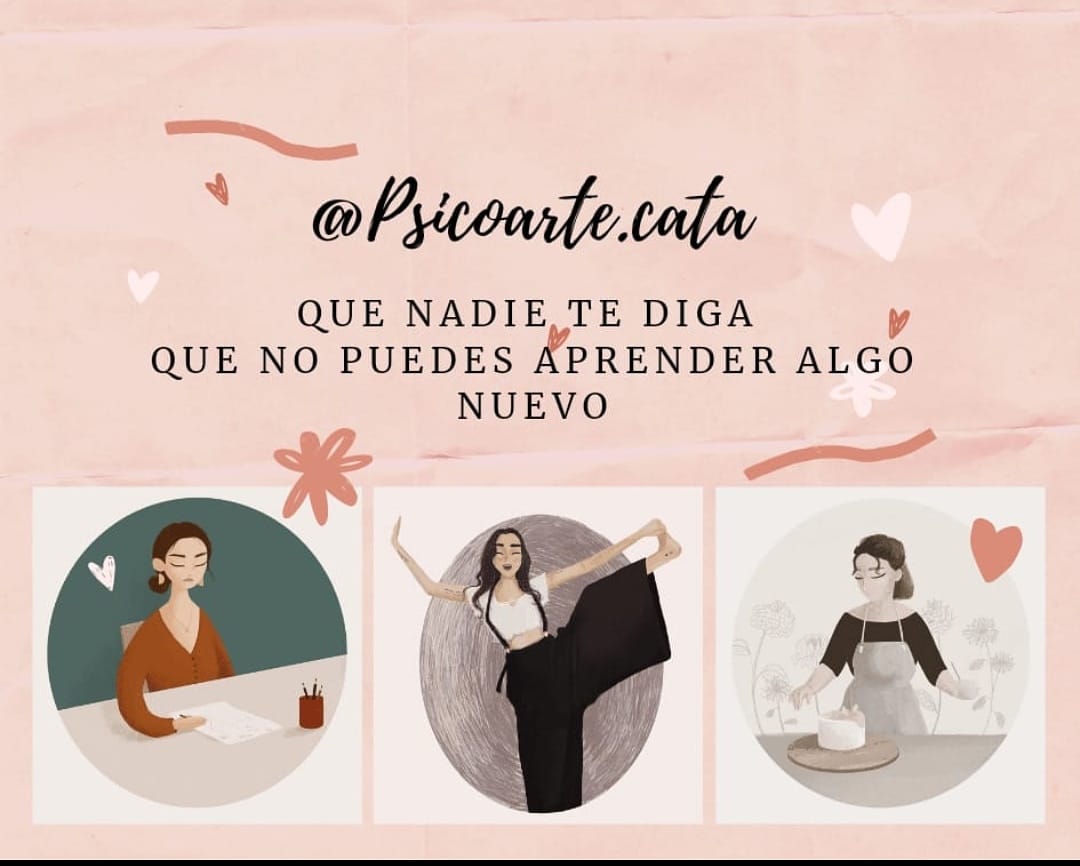 @Psicoarte.cata
QUE NADIE TE DIGA
QUE NO PUEDES APRENDER ALGO
NUEVO